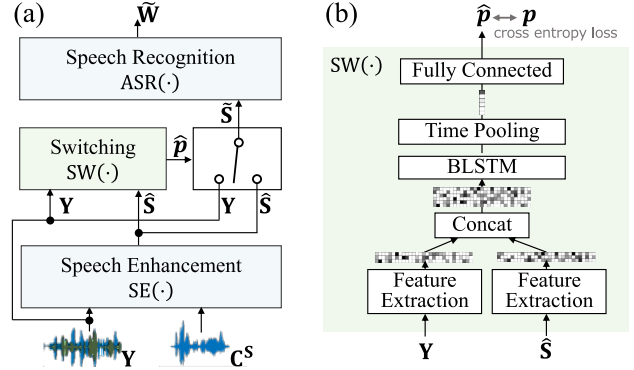 (a)
W̃
Speech Recognition
ASR(·)
S̃
Switching
SW(·)
p̂
Y
Ŝ
Y
Ŝ
Speech Enhancement
SE(·)
Y
Cˢ
(b)
p̂ ↔ p
cross entropy loss
SW(·)
Fully Connected
Time Pooling
BLSTM
Concat
Feature
Extraction
Feature
Extraction
Y
Ŝ